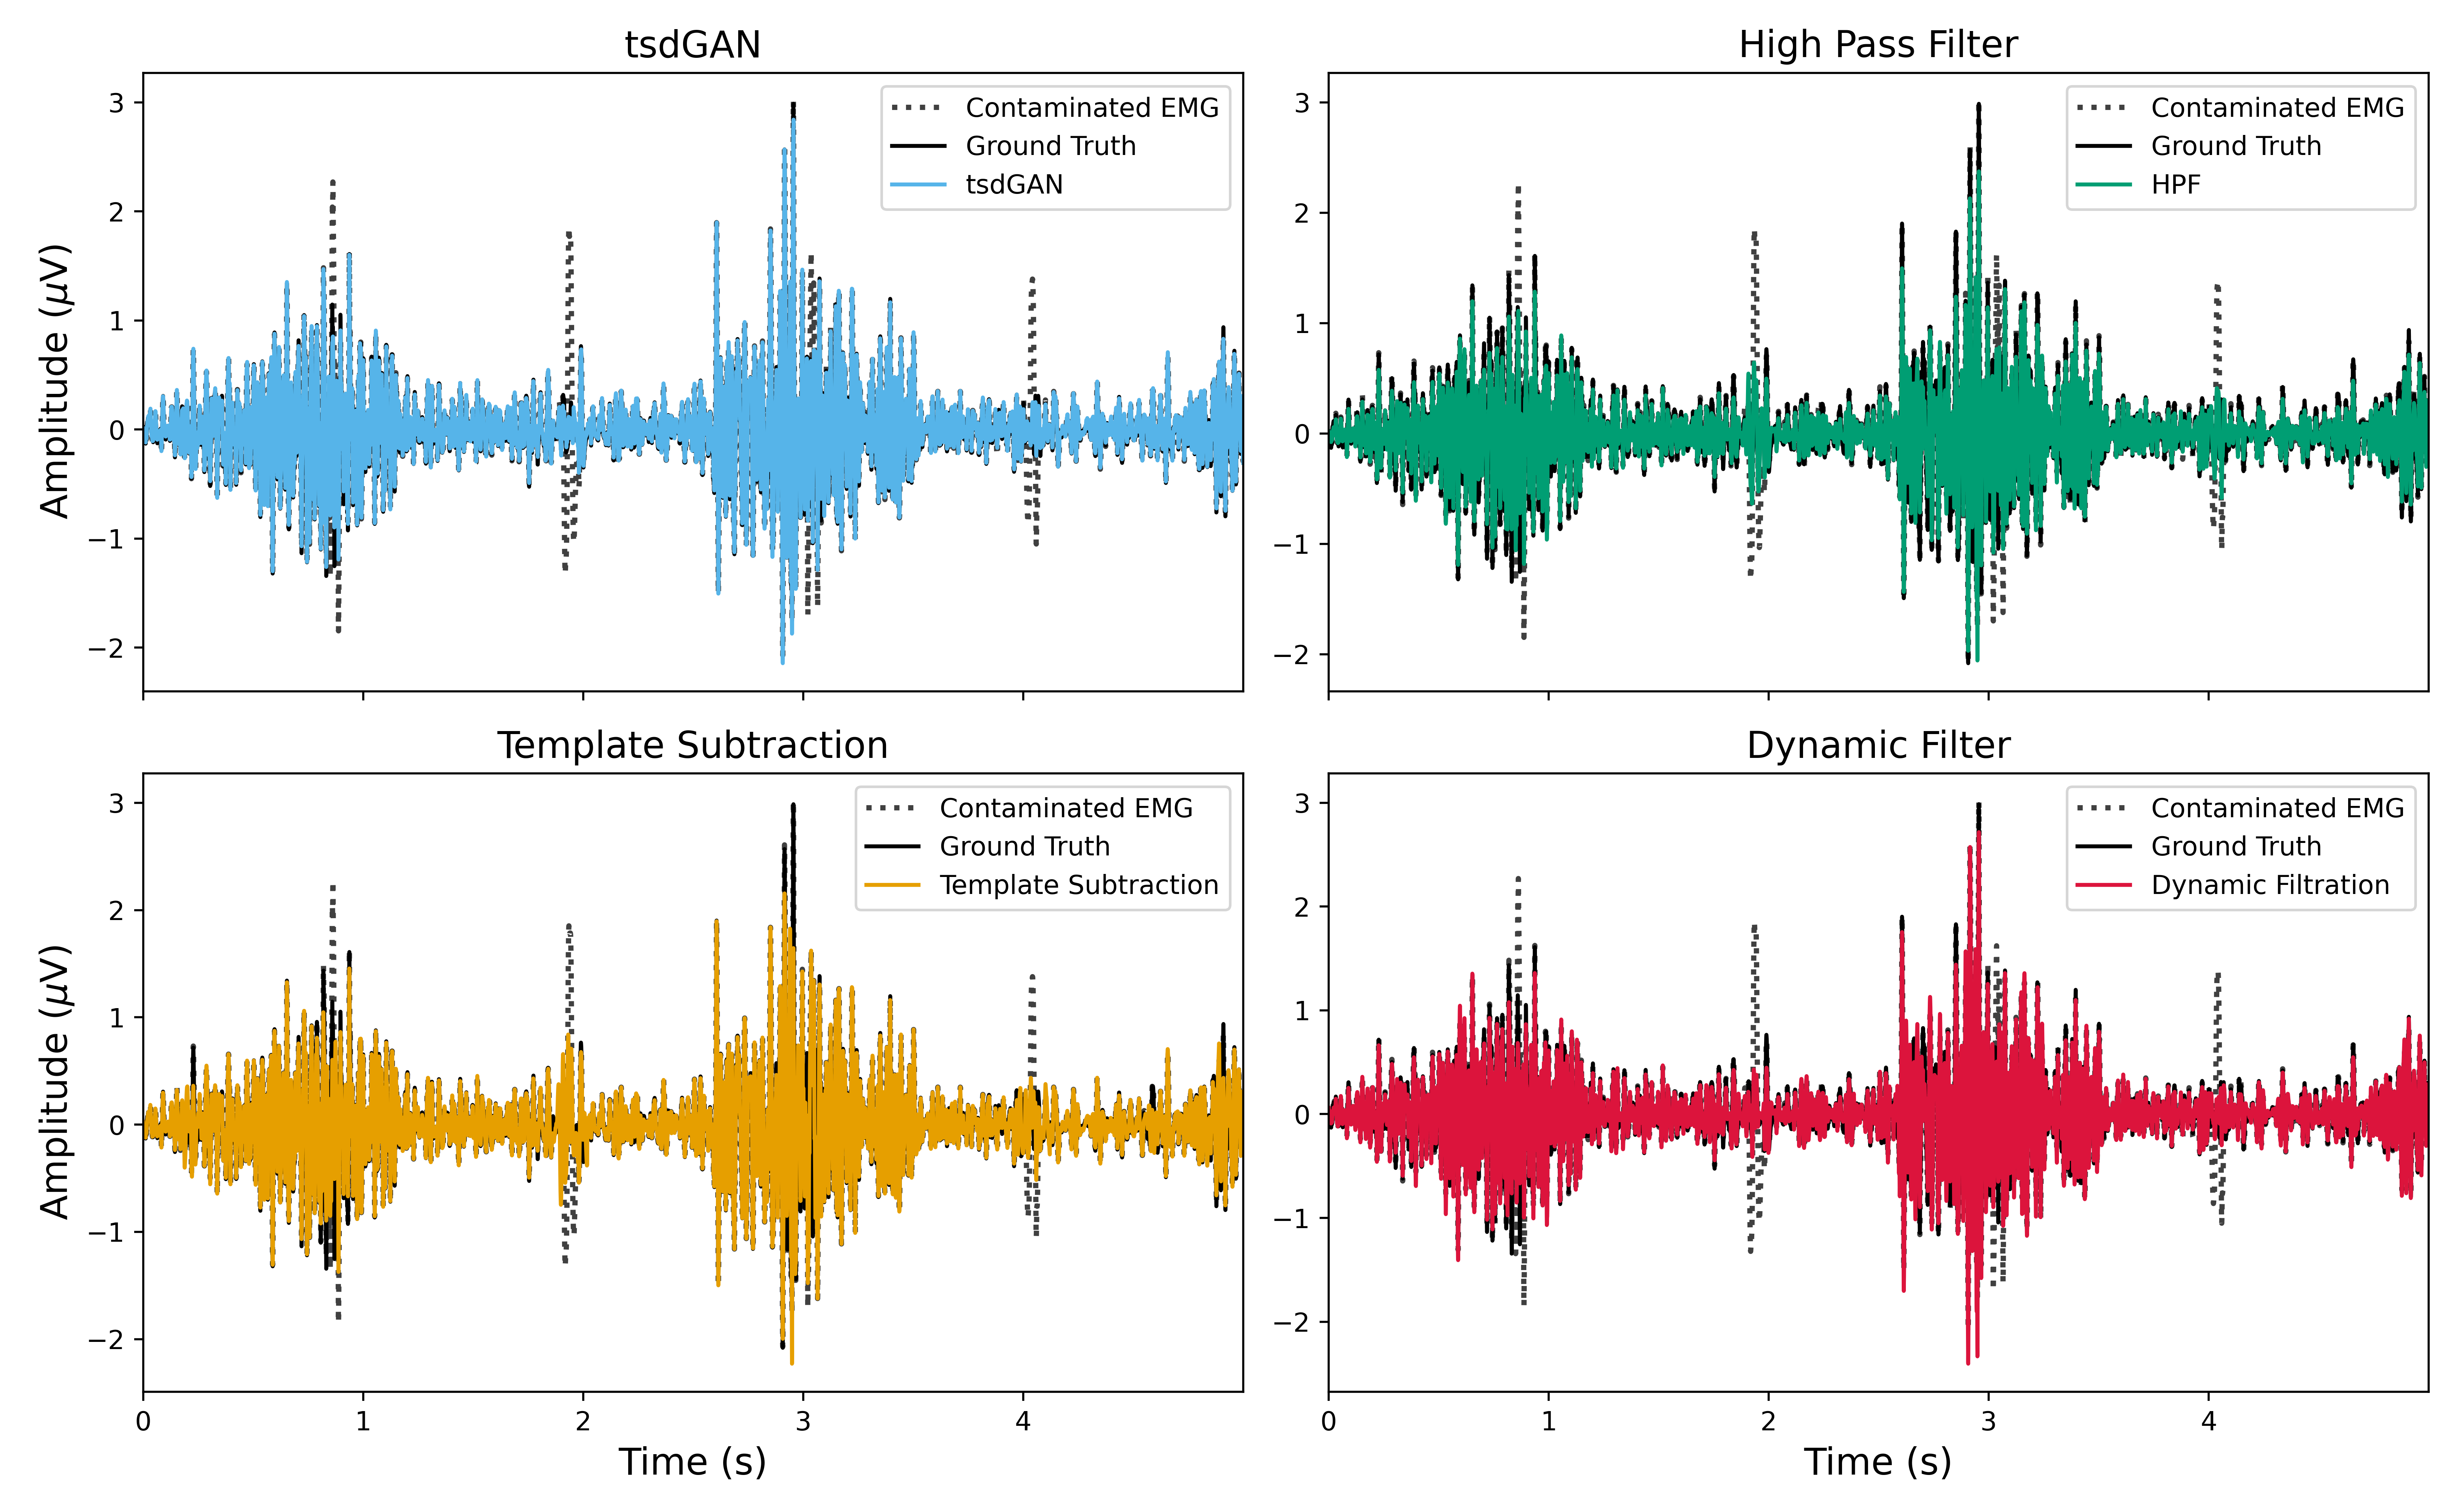 tsdGAN
Contaminated EMG
Ground Truth
tsdGAN
3
2
1
0
−1
−2
Amplitude (μV)
High Pass Filter
Contaminated EMG
Ground Truth
HPF
3
2
1
0
−1
−2
Template Subtraction
Contaminated EMG
Ground Truth
Template Subtraction
3
2
1
0
−1
−2
Amplitude (μV)
0 1 2 3 4
Time (s)
Dynamic Filter
Contaminated EMG
Ground Truth
Dynamic Filtration
3
2
1
0
−1
−2
0 1 2 3 4
Time (s)